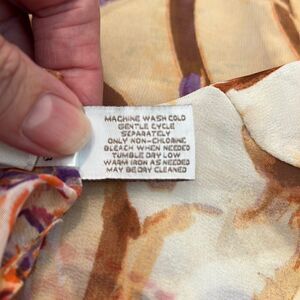 MACHINE WASH COLD
GENTLE CYCLE
SEPARATELY
ONLY NON-CHLORINE
BLEACH WHEN NEEDED
TUMBLE DRY LOW
WARM IRON AS NEEDED
MAY BE DRY CLEANED